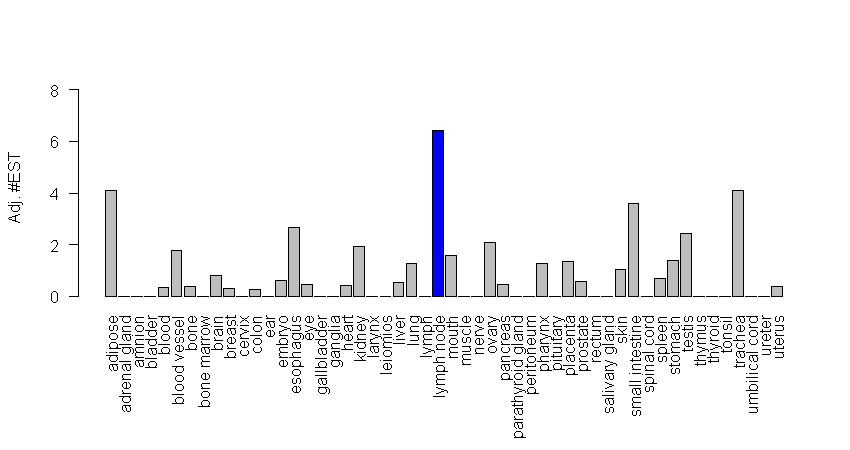 8
6
4
2
0
Adj. #EST
adipose
adrenal gland
amnion
bladder
blood
blood vessel
bone
bone marrow
brain
breast
cervix
colon
ear
embryo
esophagus
eye
gallbladder
ganglia
heart
kidney
larynx
leiomios
liver
lung
lymph
lymph node
mouth
muscle
nerve
ovary
pancreas
parathyroid gland
peritoneum
pharynx
pituitary
placenta
prostate
rectum
salivary gland
skin
small intestine
spinal cord
spleen
stomach
testis
thymus
thyroid
tonsil
trachea
umbilical cord
ureter
uterus